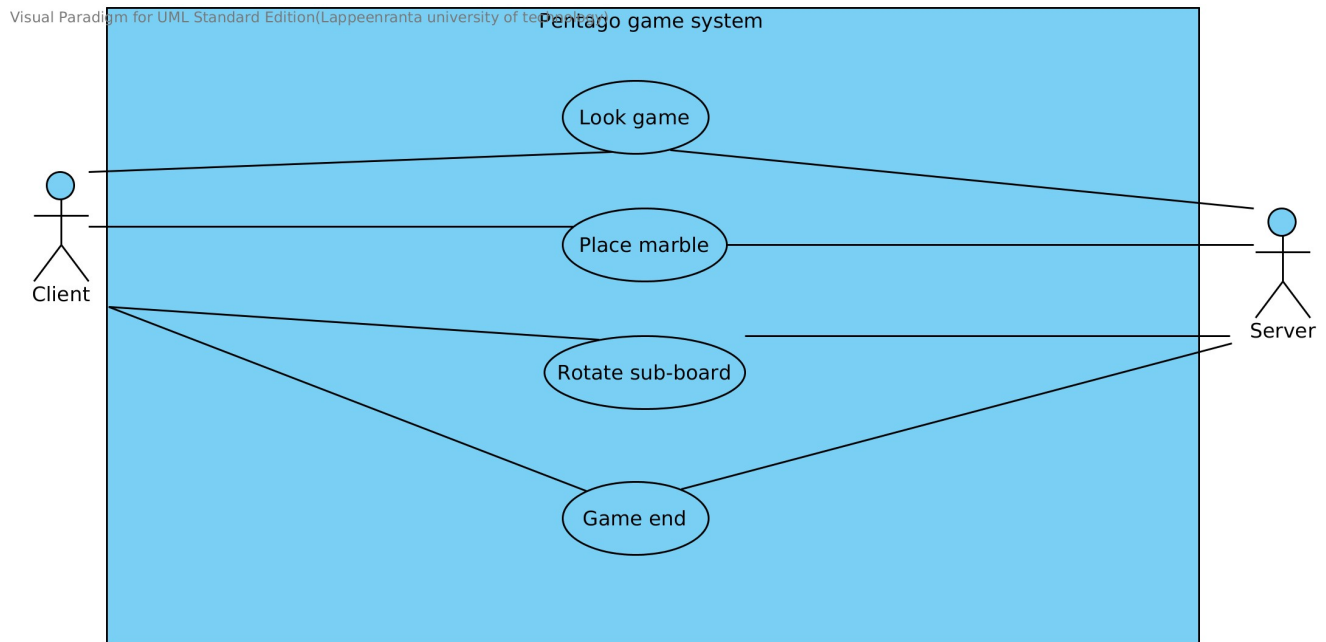 Visual Paradigm for UML Standard Edition(Lappeenranta university of technology)
Pentago game system
Look game
Place marble
Client
Server
Rotate sub-board
Game end